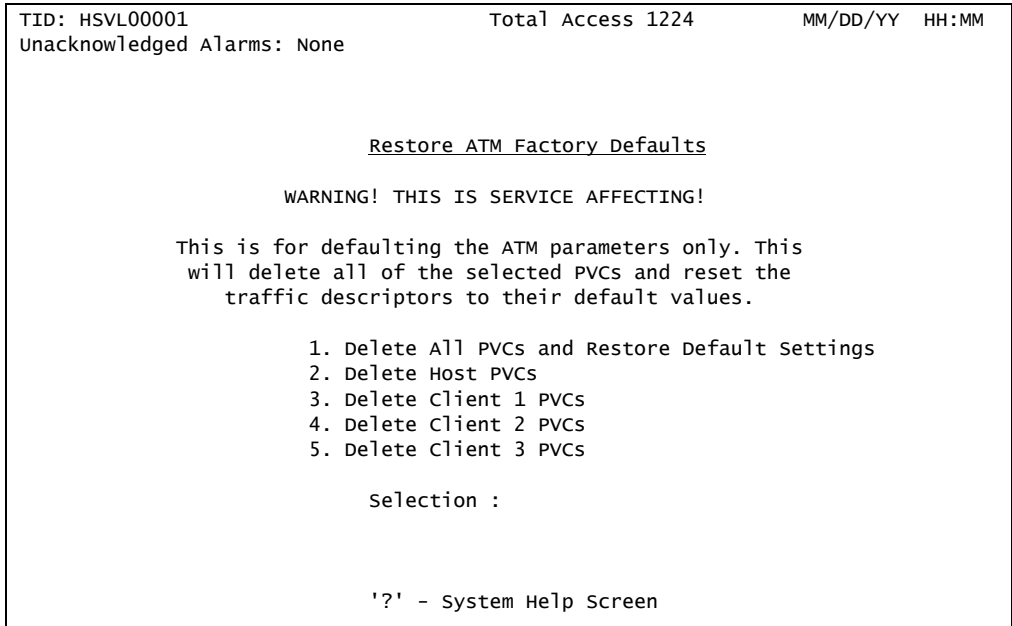 TID: HSVL00001 Total Access 1224 MM/DD/YY HH:MM
Unacknowledged Alarms: None
Restore ATM Factory Defaults
WARNING! THIS IS SERVICE AFFECTING!
This is for defaulting the ATM parameters only. This
will delete all of the selected PVCs and reset the
traffic descriptors to their default values.
1. Delete All PVCs and Restore Default Settings
2. Delete Host PVCs
3. Delete Client 1 PVCs
4. Delete Client 2 PVCs
5. Delete Client 3 PVCs
Selection :
'?' - System Help Screen